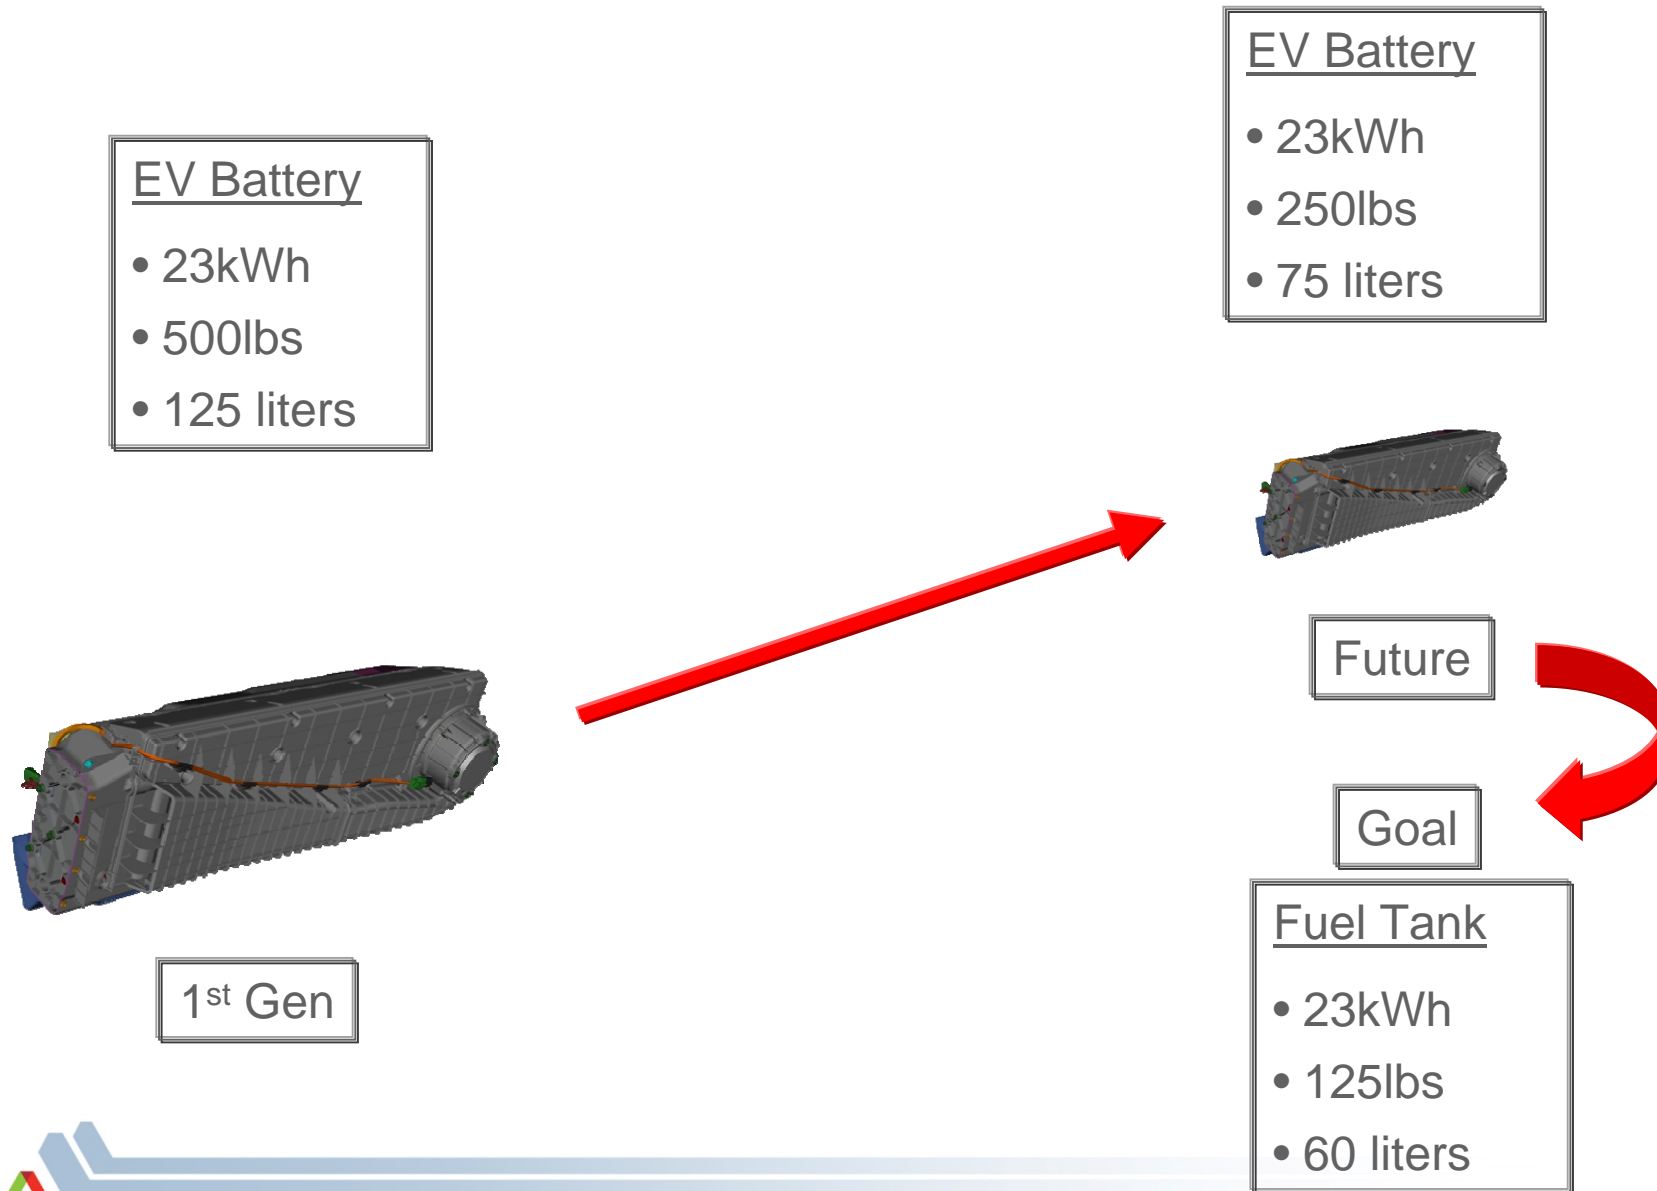 EV Battery
• 23kWh
• 500lbs
• 125 liters
1st Gen
EV Battery
• 23kWh
• 250lbs
• 75 liters
Future
Goal
Fuel Tank
• 23kWh
• 125lbs
• 60 liters